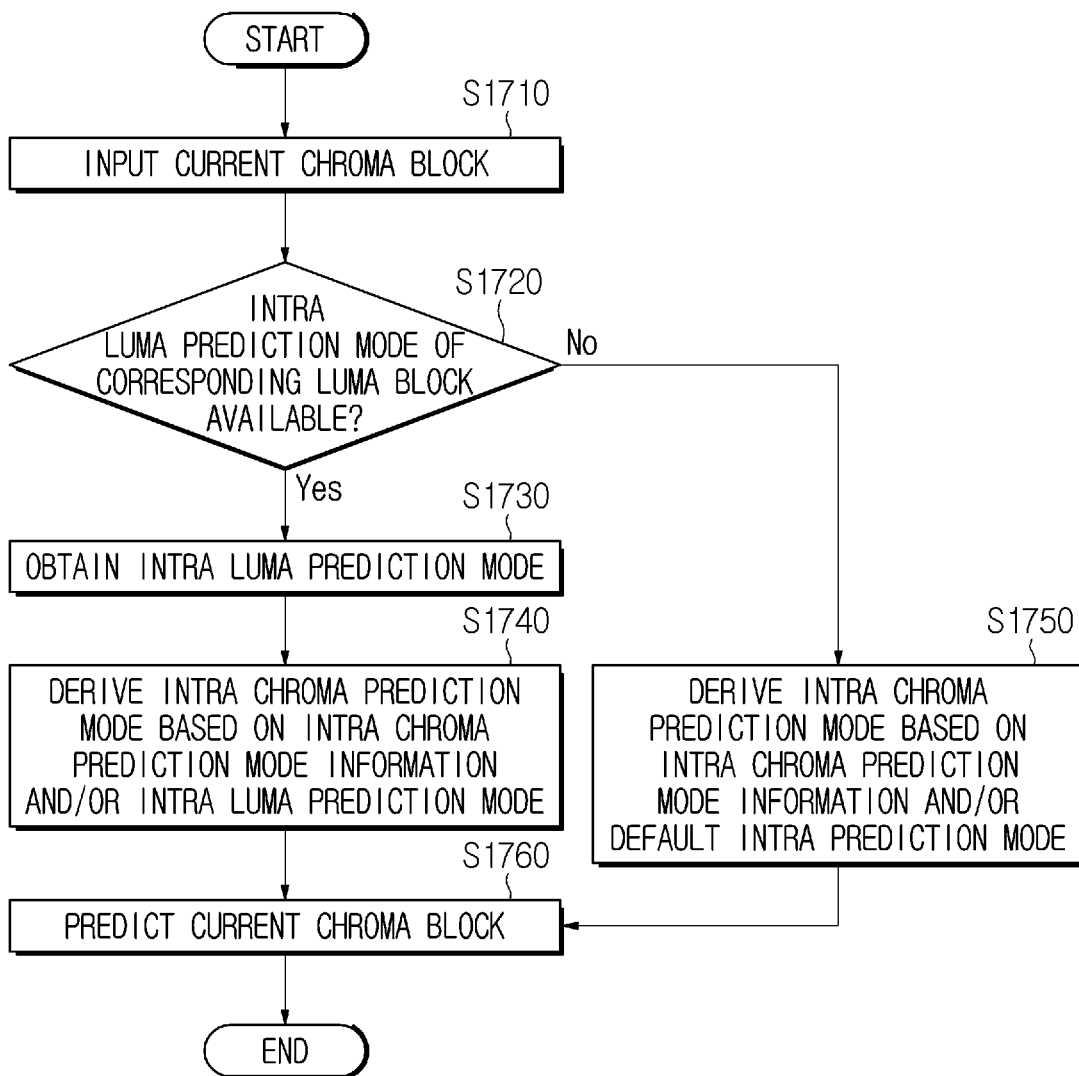 START
S1710
INPUT CURRENT CHROMA BLOCK
S1720
INTRA
LUMA PREDICTION MODE OF
CORRESPONDING LUMA BLOCK
AVAILABLE?
No
Yes
S1730
OBTAIN INTRA LUMA PREDICTION MODE
S1740
DERIVE INTRA CHROMA PREDICTION
MODE BASED ON INTRA CHROMA
PREDICTION MODE INFORMATION
AND/OR INTRA LUMA PREDICTION MODE
S1750
DERIVE INTRA CHROMA
PREDICTION MODE BASED ON
INTRA CHROMA PREDICTION
MODE INFORMATION AND/OR
DEFAULT INTRA PREDICTION MODE
S1760
PREDICT CURRENT CHROMA BLOCK
END